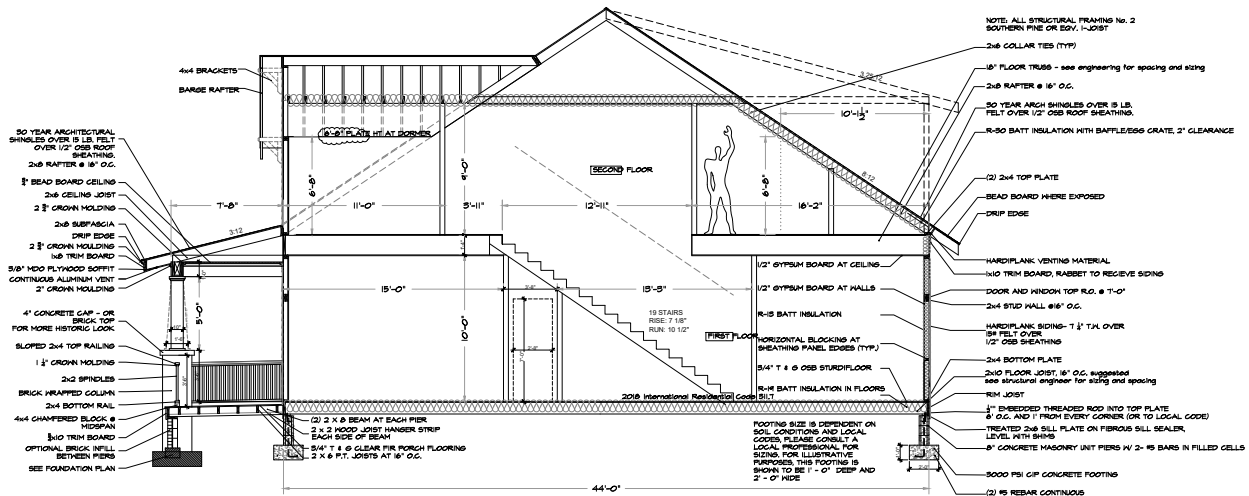 NOTE: ALL STRUCTURAL FRAMING No. 2
SOUTHERN PINE OR EQV. I-JOIST
2x6 COLLAR TIES (TYP)
18" FLOOR TRUSS - see engineering for spacing and sizing
2x8 RAFTER @ 16" O.C.
30 YEAR ARCH SHINGLES OVER 15 LB.
FELT OVER 1/2" OSB ROOF SHEATHING.
R-30 BATT INSULATION WITH BAFFLE/EGG CRATE, 2" CLEARANCE
(2) 2x4 TOP PLATE
BEAD BOARD WHERE EXPOSED
DRIP EDGE
HARDIPLANK VENTING MATERIAL
1x10 TRIM BOARD, RABBET TO RECIEVE SIDING
DOOR AND WINDOW TOP R.O. @ 7'-0"
2x4 STUD WALL @16" O.C.
HARDIPLANK SIDING- 7 1/4" T.W. OVER
15# FELT OVER
1/2" OSB SHEATHING
2x4 BOTTOM PLATE
2x10 FLOOR JOIST, 16" O.C. suggested
see structural engineer for sizing and spacing
RIM JOIST
EMBEDDED THREADED ROD INTO TOP PLATE
6' O.C. AND 1' FROM EVERY CORNER (OR TO LOCAL CODE)
TREATED 2x6 SILL PLATE ON FIBROUS SILL SEALER,
LEVEL WITH SHIMS
8" CONCRETE MASONRY UNIT PIERS W/ 2- #5 BARS IN FILLED CELLS
3000 PSI CIP CONCRETE FOOTING
(2) #5 REBAR CONTINUOUS
4x4 BRACKETS
BARGE RAFTER
30 YEAR ARCHITECTURAL
SHINGLES OVER 15 LB. FELT
OVER 1/2" OSB ROOF
SHEATHING.
2x8 RAFTER @ 16" O.C.
BEAD BOARD CEILING
2x6 CEILING JOIST
CROWN MOLDING
2x8 SUBFASCIA
DRIP EDGE
CROWN MOULDING
1x8 TRIM BOARD
5/8" MDO PLYWOOD SOFFIT
CONTINUOUS ALUMINUM VENT
2" CROWN MOULDING
4" CONCRETE CAP - OR
BRICK TOP
FOR MORE HISTORIC LOOK
SLOPED 2x4 TOP RAILING
CROWN MOLDING
2x2 SPINDLES
BRICK WRAPPED COLUMN
2x4 BOTTOM RAIL
4x4 CHAMFERED BLOCK @
MIDSPAN
TRIM BOARD
OPTIONAL BRICK INFILL
BETWEEN PIERS
SEE FOUNDATION PLAN
(2) 2 X 8 BEAM AT EACH PIER
2 x 2 WOOD JOIST HANGER STRIP
EACH SIDE OF BEAM
3/4" T & G CLEAR FIR PORCH FLOORING
2 X 6 P.T. JOISTS AT 16" O.C.
6'-8" PLATE HT AT DORMER
SECOND FLOOR
3.25:12
10'-1½"
8:12
3:12
7'-8"
6'-8"
11'-0"
9'-0"
3'-11"
12'-11"
6'-8"
16'-2"
15'-0"
10'-0"
13'-5"
5'-0"
19 STAIRS
RISE: 7 1/8"
RUN: 10 1/2"
FIRST FLOOR
1/2" GYPSUM BOARD AT CEILING
1/2" GYPSUM BOARD AT WALLS
R-13 BATT INSULATION
HORIZONTAL BLOCKING AT
SHEATHING PANEL EDGES (TYP.)
3/4" T & G OSB STURDIFLOOR
R-19 BATT INSULATION IN FLOORS
2018 International Residential Code 311.7
FOOTING SIZE IS DEPENDENT ON
SOIL CONDITIONS AND LOCAL
CODES, PLEASE CONSULT A
LOCAL PROFESSIONAL FOR
SIZING. FOR ILLUSTRATIVE
PURPOSES, THIS FOOTING IS
SHOWN TO BE 1' - 0" DEEP AND
2' - 0" WIDE
2'-0"
44'-0"